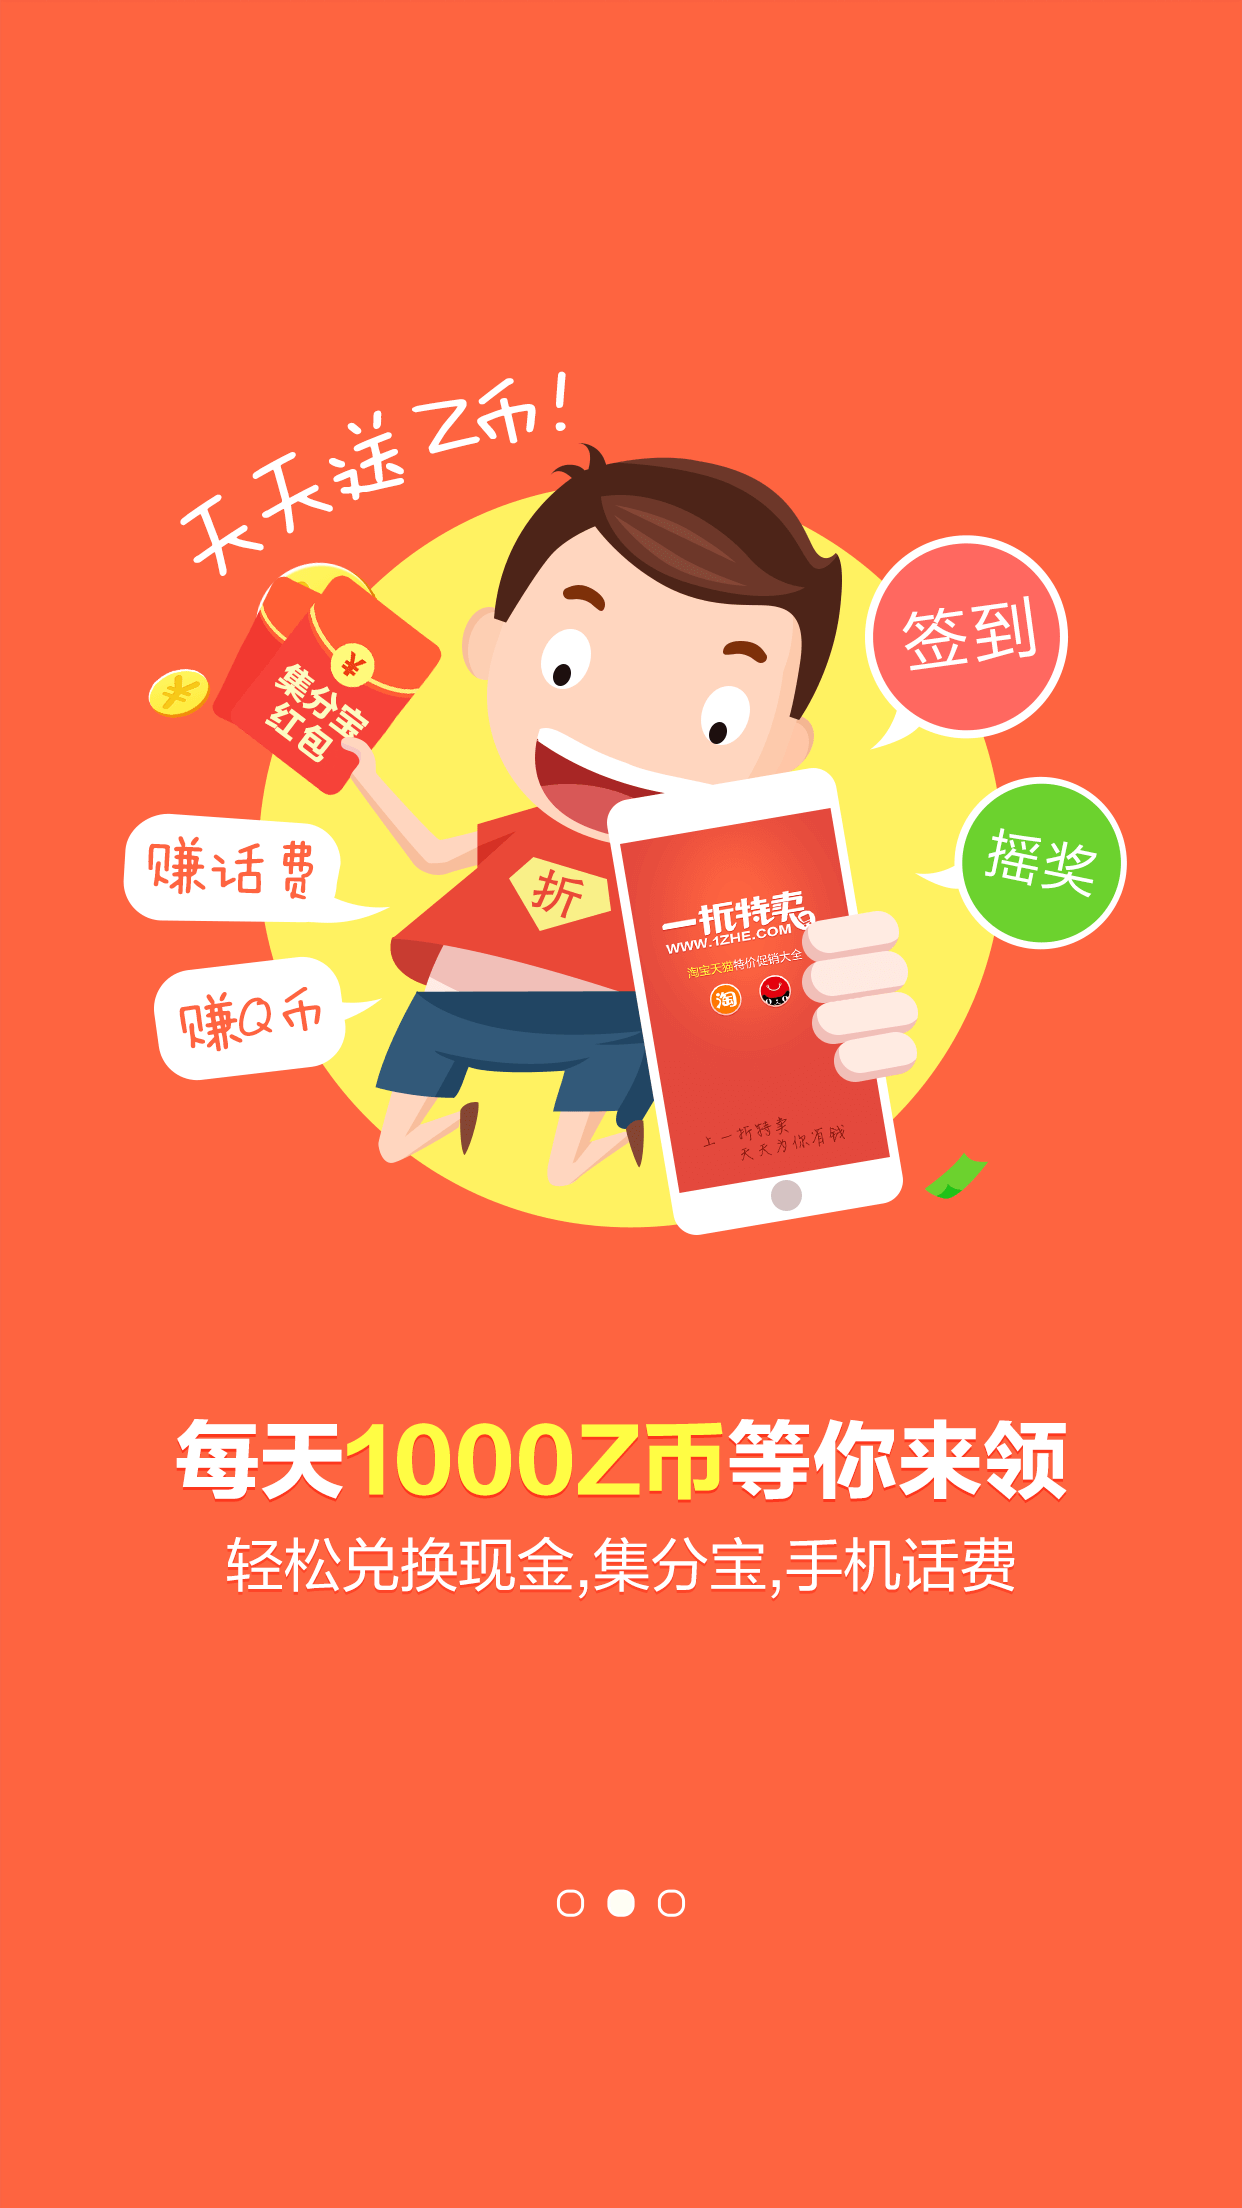 天天送Z币!
签到
集分宝
红包
赚话费
摇奖
折
一折特卖
WWW.1ZHE.COM
淘宝天猫特价促销大全
淘
赚Q币
上一折特卖
天天为你省钱
每天1000Z币等你来领
轻松兑换现金,集分宝,手机话费